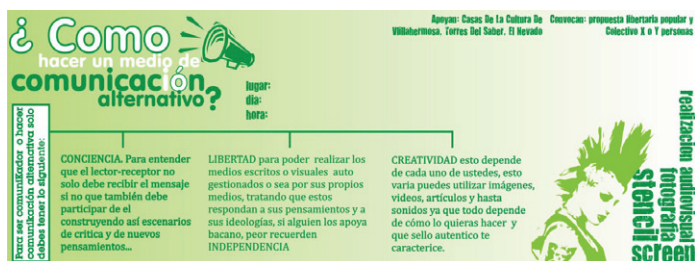 ¿ Como
hacer un medio de
comunicación
alternativo?
lugar:
dia:
hora:
Apoyan: Casas De La Cultura De
Villahermosa, Torres Del Saber, El Nevado
Convocan: propuesta libertaria popular y
Colectivo X o Y personas
Para ser comuniKador o hacer
comuniKación alternativa solo
debes tener lo siguiente:
CONCIENCIA. Para entender
que el lector-receptor no
solo debe recibir el mensaje
si no que también debe
participar de el
construyendo así escenarios
de critica y de nuevos
pensamientos...
LIBERTAD para poder realizar los
medios escritos o visuales auto
gestionados o sea por sus propios
medios, tratando que estos
respondan a sus pensamientos y a
sus ideologías, si alguien los apoya
bacano, peor recuerden
INDEPENDENCIA
CREATIVIDAD esto depende
de cada uno de ustedes, esto
varia puedes utilizar imágenes,
videos, artículos y hasta
sonidos ya que todo depende
de cómo lo quieras hacer y
que sello autentico te
caracterice.
realizacion audiovisual
fotografia
stencil!
screen